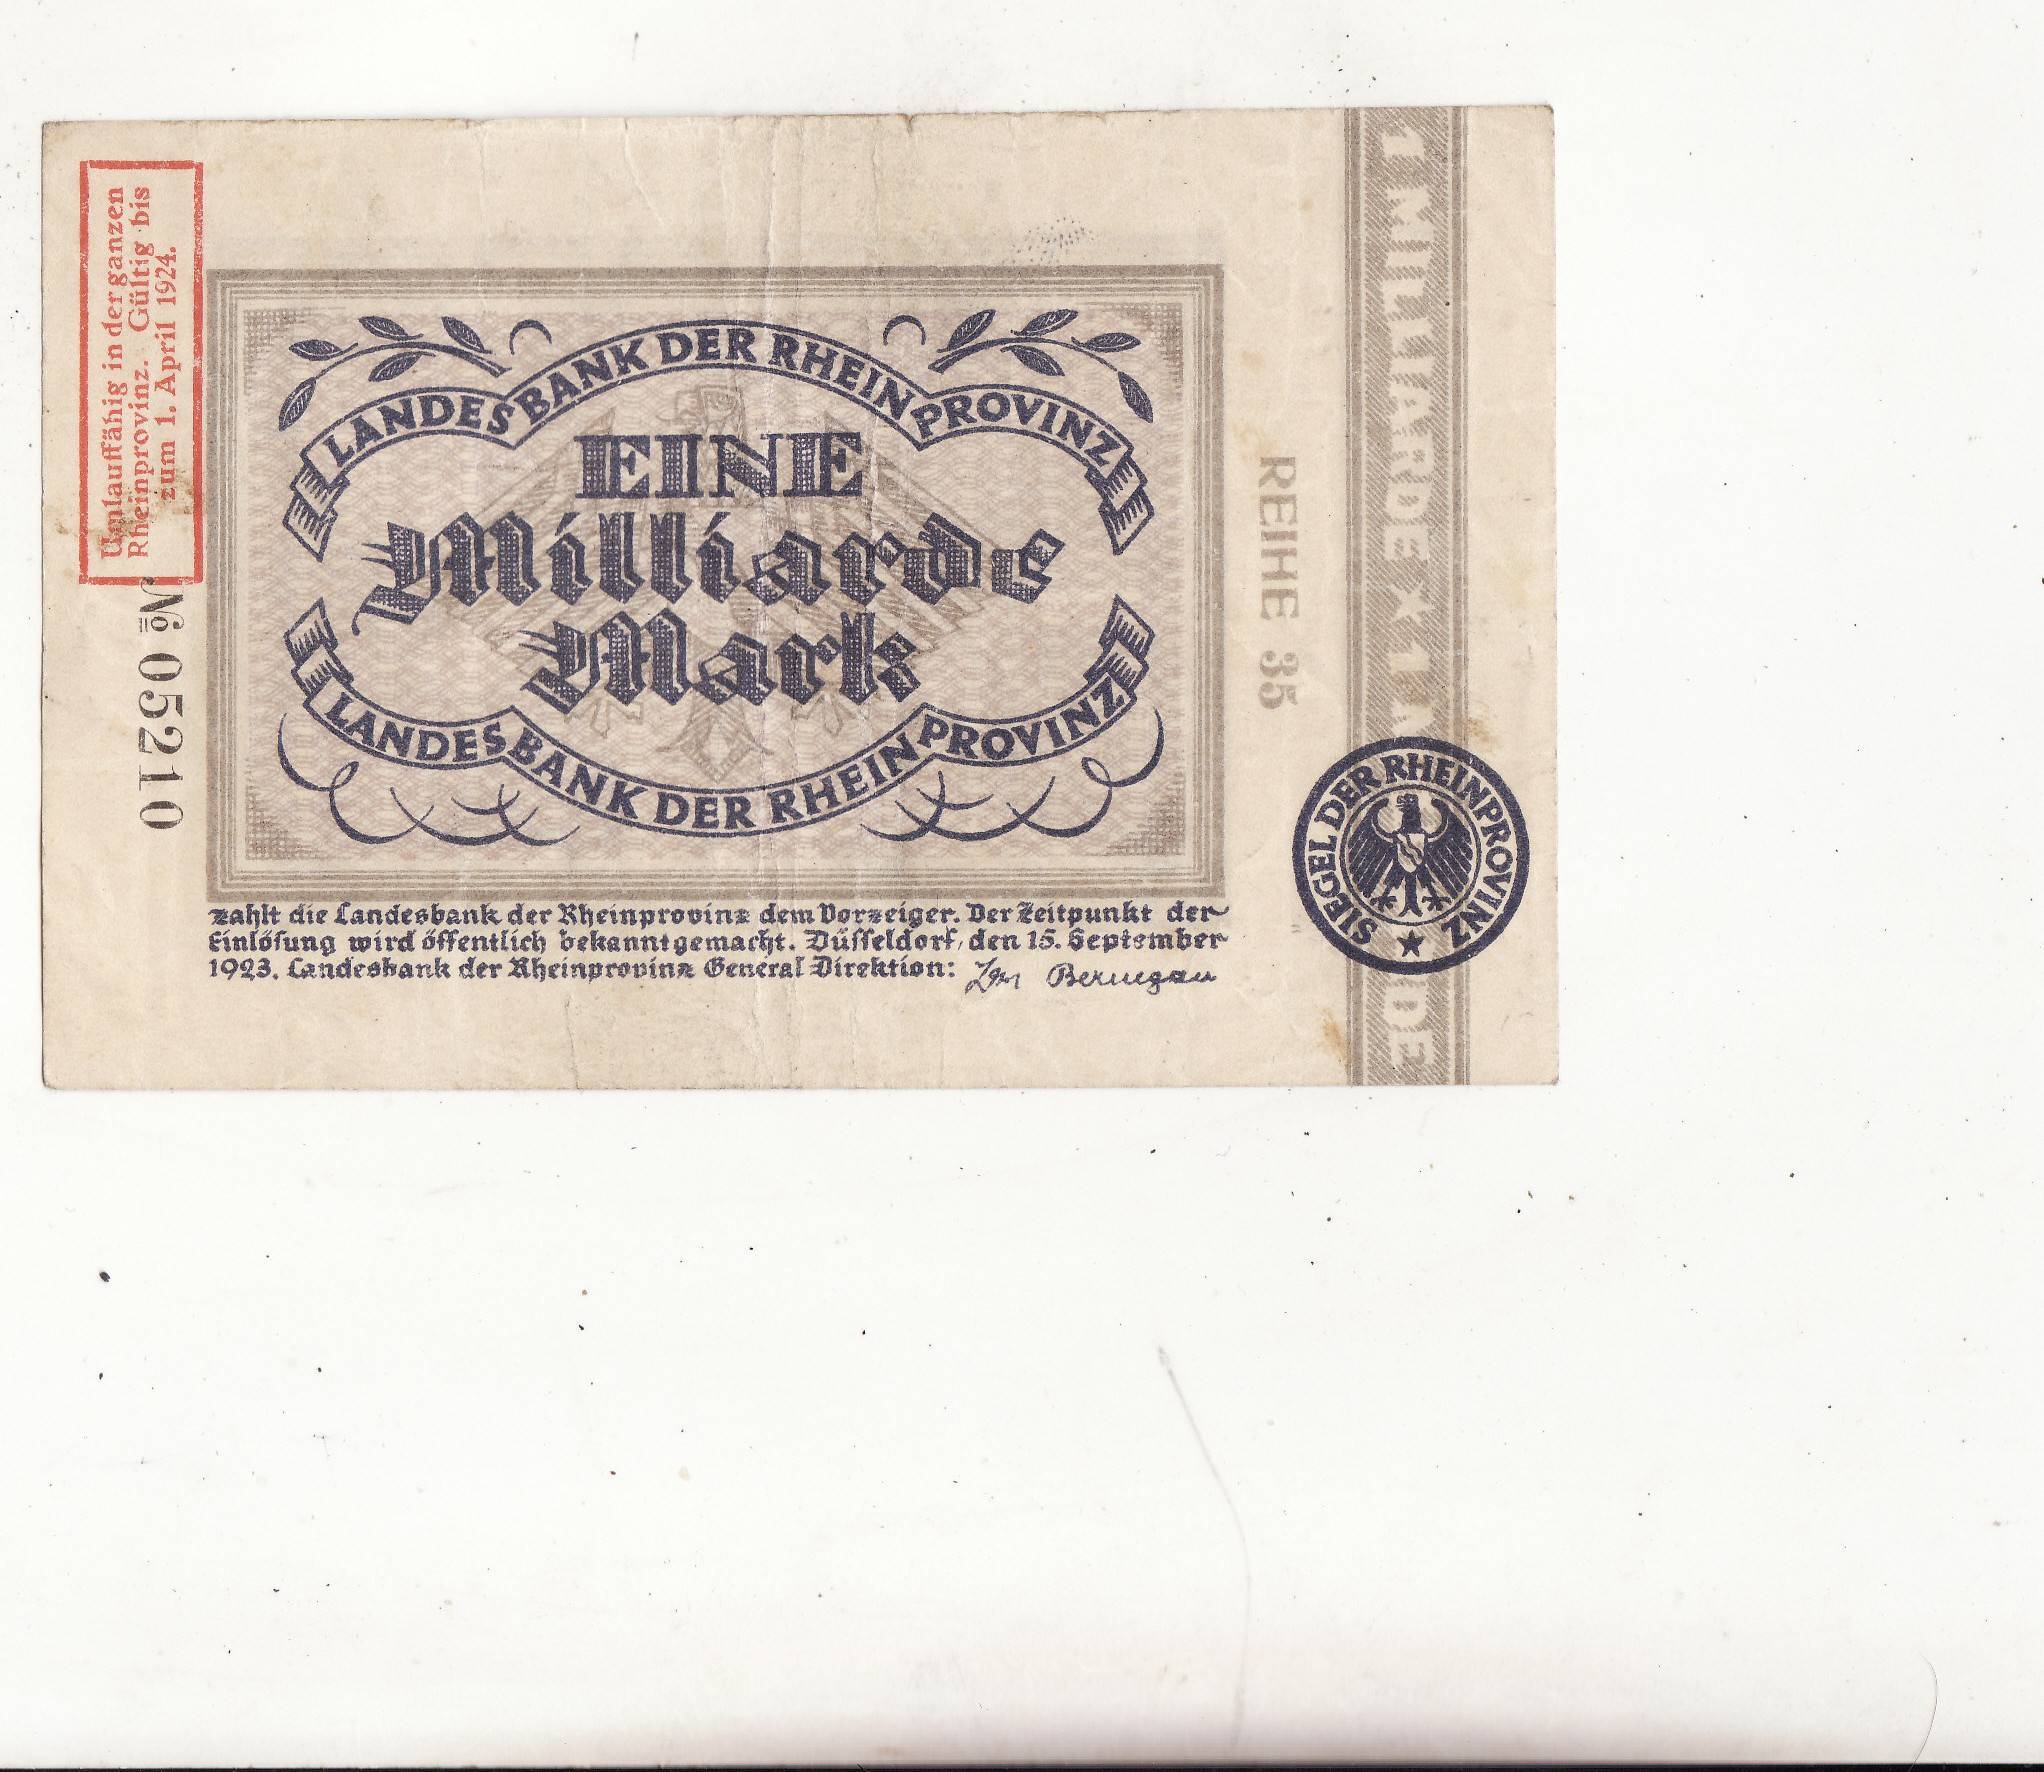 Umlauffähig in der ganzen
Rheinprovinz. Gültig bis
zum 1. April 1924.
№ 05210
LANDESBANK DER RHEINPROVINZ
EINE
Milliarde
Mark
LANDESBANK DER RHEINPROVINZ
zahlt die Landesbank der Rheinprovinz dem Vorzeiger. Der Zeitpunkt der
Einlösung wird öffentlich bekanntgemacht. Düsseldorf, den 15. September
1923. Landesbank der Rheinprovinz General Direktion: Bernegau
REIHE 35
1 MILLIARDE ★ 1 M
DE
SIEGEL DER RHEINPROVINZ ★